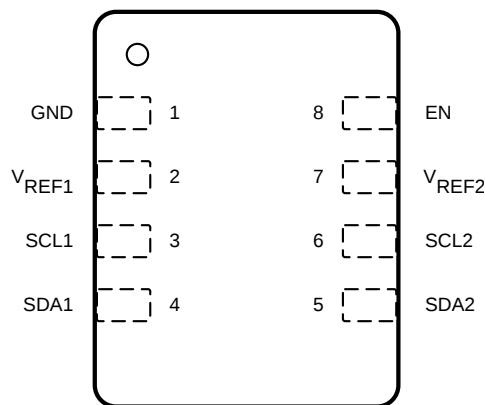 GND 1 8 EN
VREF1 2 7 VREF2
SCL1 3 6 SCL2
SDA1 4 5 SDA2